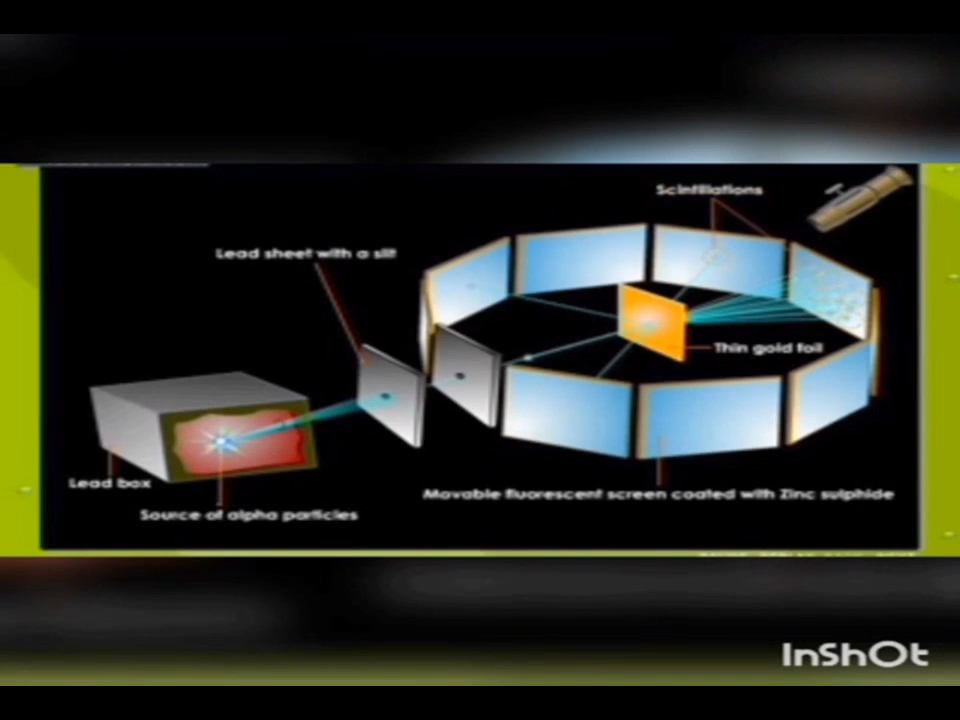 Scintillations
Lead sheet with a slit
Thin gold foil
Lead box
Movable fluorescent screen coated with Zinc sulphide
Source of alpha particles
InShOt